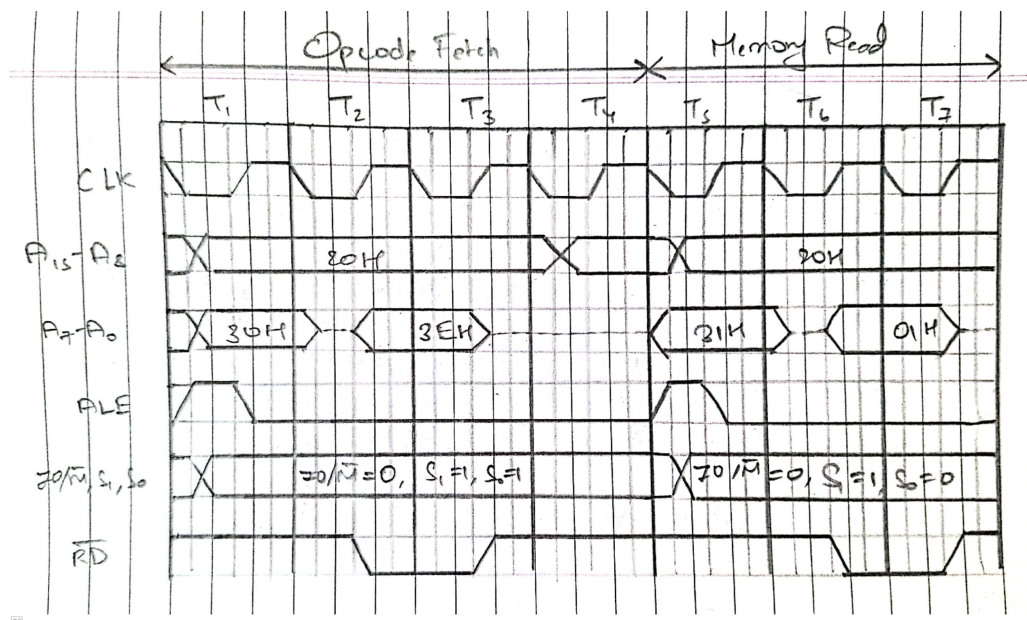 Opcode Fetch Memory Read
T₁ T₂ T₃ T₄ T₅ T₆ T₇
CLK
A₁₅-A₈ 20H 20H
A₇-A₀ 30H 3EH 31H 01H
ALE
IO/M̄, S₁, S₀ IO/M̄=0, S₁=1, S₀=1 IO/M̄=0, S₁=1, S₀=0
R̄D̄